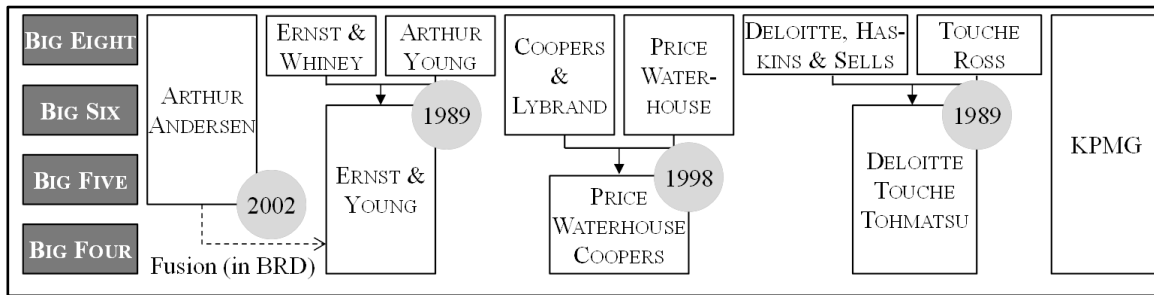 BIG EIGHT
BIG SIX
BIG FIVE
BIG FOUR
ARTHUR
ANDERSEN
2002
Fusion (in BRD)
ERNST &
WHINEY
ARTHUR
YOUNG
1989
ERNST &
YOUNG
COOPERS
&
LYBRAND
PRICE
WATER-
HOUSE
1998
PRICE
WATERHOUSE
COOPERS
DELOITTE, HAS-
KINS & SELLS
TOUCHE
ROSS
1989
DELOITTE
TOUCHE
TOHMATSU
KPMG